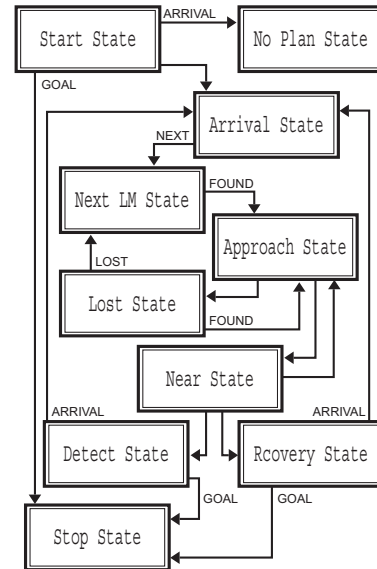 Start State
ARRIVAL
No Plan State
GOAL
Arrival State
NEXT
Next LM State
FOUND
Approach State
LOST
Lost State
FOUND
Near State
ARRIVAL
ARRIVAL
Detect State
Rcovery State
GOAL
GOAL
Stop State